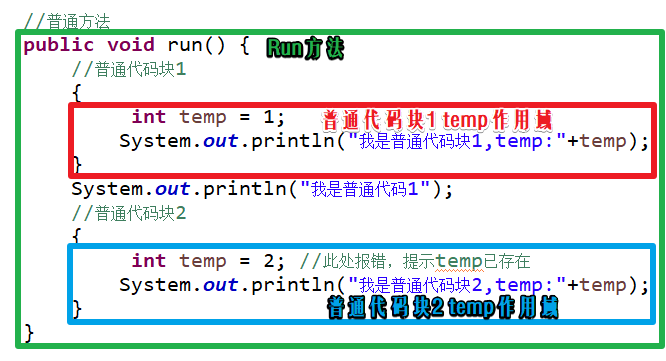 //普通方法
public void run() { Run方法
//普通代码块1
{
int temp = 1; 普通代码块1 temp作用域
System.out.println("我是普通代码块1,temp:"+temp);
}
System.out.println("我是普通代码1");
//普通代码块2
{
int temp = 2; //此处报错，提示temp已存在
System.out.println("我是普通代码块2,temp:"+temp);
} 普通代码块2 temp作用域
}